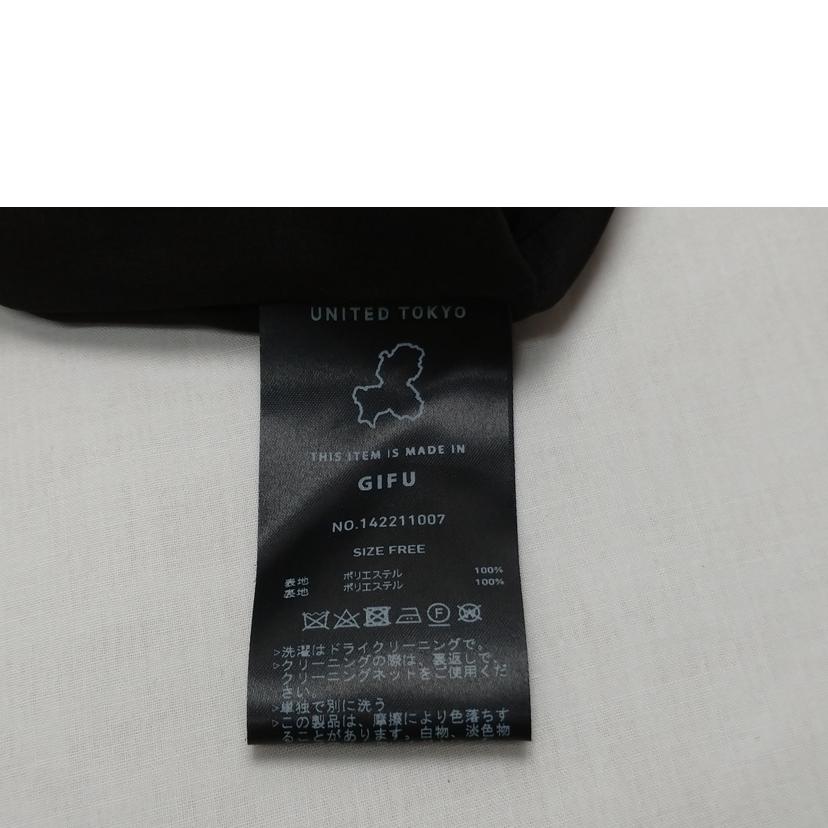 UNITED TOKYO
THIS ITEM IS MADE IN
GIFU
NO.142211007
SIZE FREE
表地 ポリエステル 100%
裏地 ポリエステル 100%
F
W
>洗濯はドライクリーニングで。
>クリーニングの際は、裏返しで、
クリーニングネットをご使用くだ
さい。
>単独で別に洗う
>この製品は、摩擦により色落ちす
ることがあります。白物、淡色物